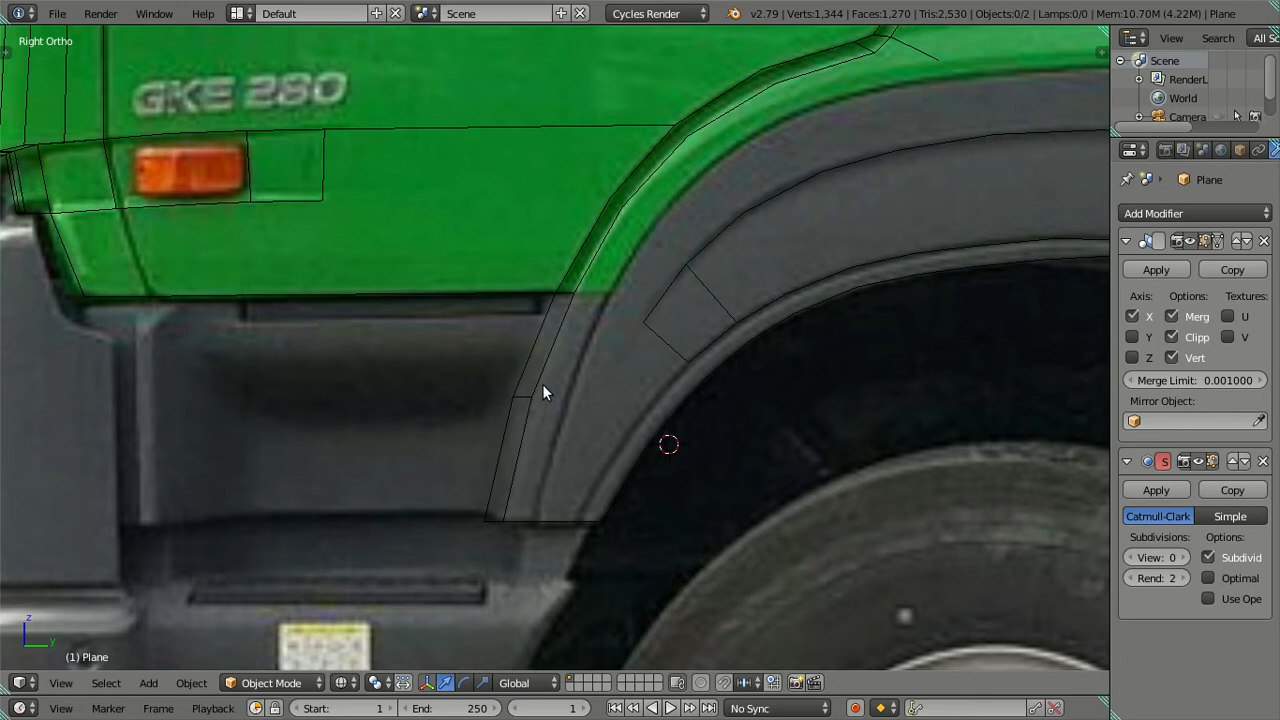 File Render Window Help Default Scene Cycles Render v2.79 | Verts:1,344 | Faces:1,270 | Tris:2,530 | Objects:0/2 | Lamps:0/0 | Mem:10.70M (4.22M) | Plane
Right Ortho
View Search All Sc
Scene
RenderL
World
Camera
GKE 280
Plane
Add Modifier
Apply Copy
Axis: Options: Textures:
X Merg U
Y Clipp V
Z Vert
Merge Limit: 0.001000
Mirror Object:
S
Apply Copy
Catmull-Clark Simple
Subdivisions: Options:
View: 0 Subdivid
Rend: 2 Optimal
Use Ope
z
y
(1) Plane
View Select Add Object Object Mode Global
View Marker Frame Playback Start: 1 End: 250 1 No Sync